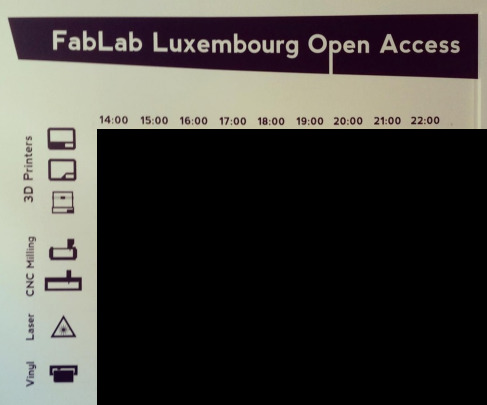 FabLab Luxembourg Open Access
14:00 15:00 16:00 17:00 18:00 19:00 20:00 21:00 22:00
3D Printers
CNC Milling
Laser
Vinyl